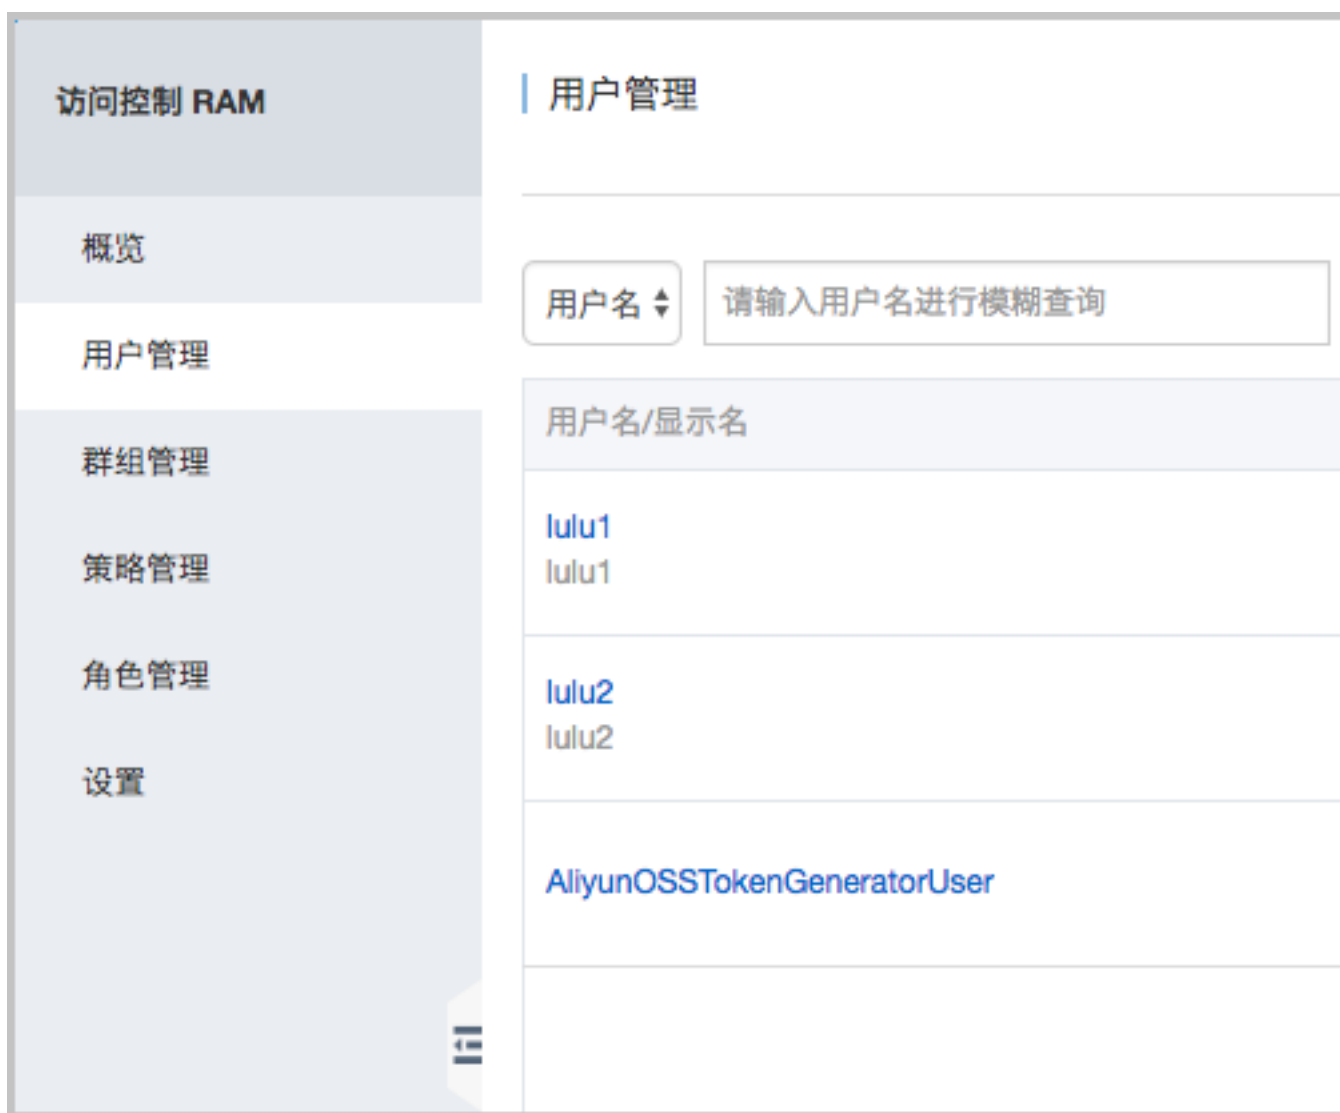 访问控制 RAM
概览
用户管理
群组管理
策略管理
角色管理
设置
用户管理
用户名
请输入用户名进行模糊查询
用户名/显示名
lulu1
lulu1
lulu2
lulu2
AliyunOSSTokenGeneratorUser